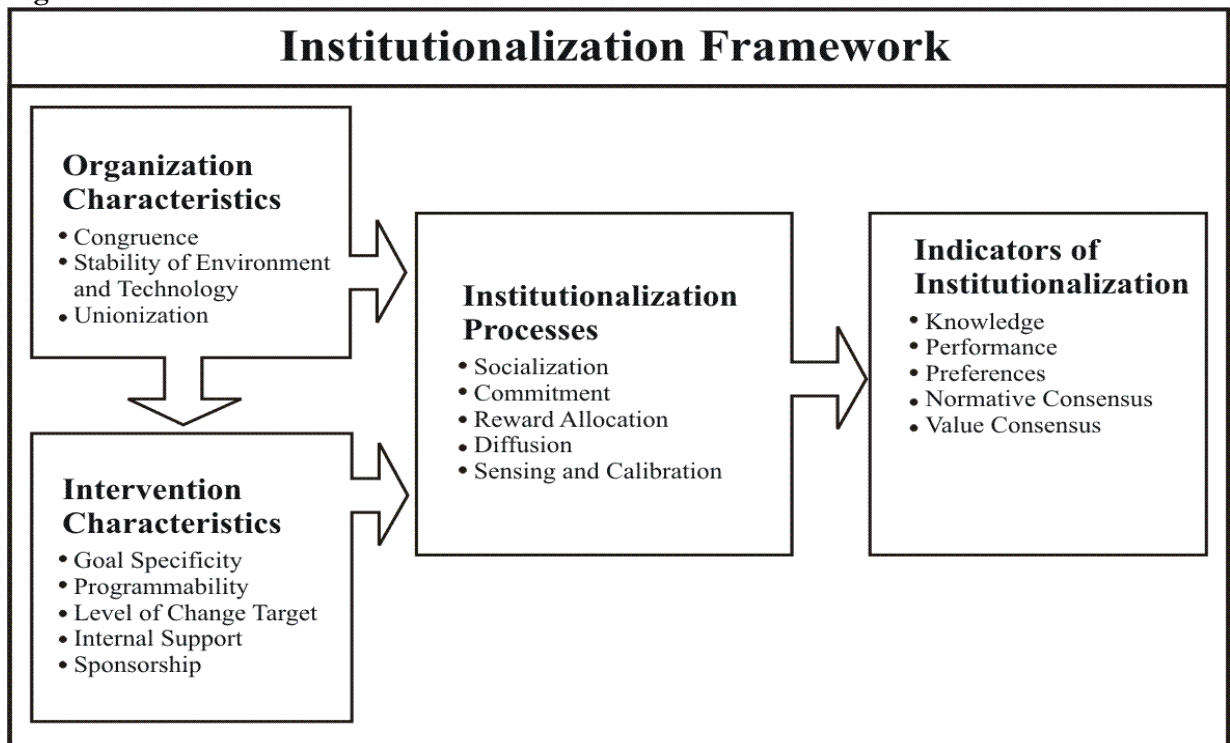 Institutionalization Framework
Organization
Characteristics
• Congruence
• Stability of Environment
and Technology
• Unionization
Intervention
Characteristics
• Goal Specificity
• Programmability
• Level of Change Target
• Internal Support
• Sponsorship
Institutionalization
Processes
• Socialization
• Commitment
• Reward Allocation
• Diffusion
• Sensing and Calibration
Indicators of
Institutionalization
• Knowledge
• Performance
• Preferences
• Normative Consensus
• Value Consensus